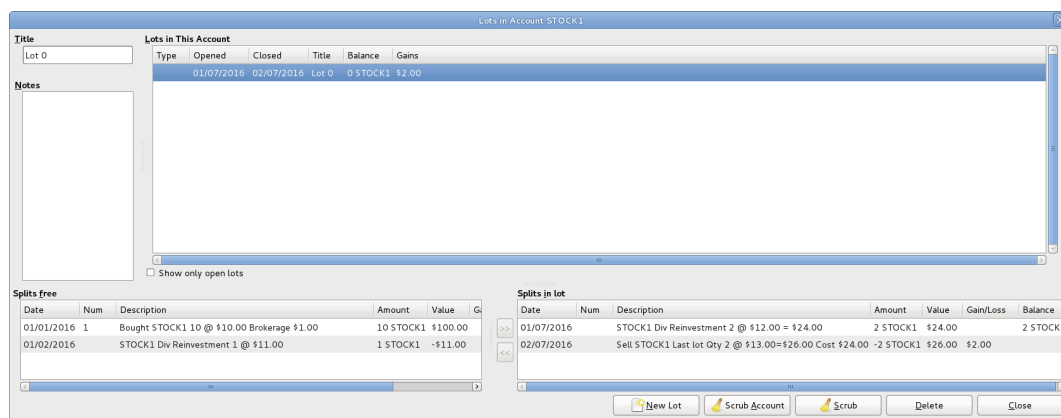 Lots in Account STOCK1
Title
Lot 0
Notes
Lots in This Account
Type Opened Closed Title Balance Gains
01/07/2016 02/07/2016 Lot 0 0 STOCK1 $2.00
Show only open lots
Splits free
Date Num Description Amount Value G
01/01/2016 1 Bought STOCK1 10 @ $10.00 Brokerage $1.00 10 STOCK1 $100.00
01/02/2016 STOCK1 Div Reinvestment 1 @ $11.00 1 STOCK1 -$11.00
>>
<<
Splits in lot
Date Num Description Amount Value Gain/Loss Balance
01/07/2016 STOCK1 Div Reinvestment 2 @ $12.00 = $24.00 2 STOCK1 $24.00 2 STOCK
02/07/2016 Sell STOCK1 Last lot Qty 2 @ $13.00=$26.00 Cost $24.00 -2 STOCK1 $26.00 $2.00
New Lot Scrub Account Scrub Delete Close